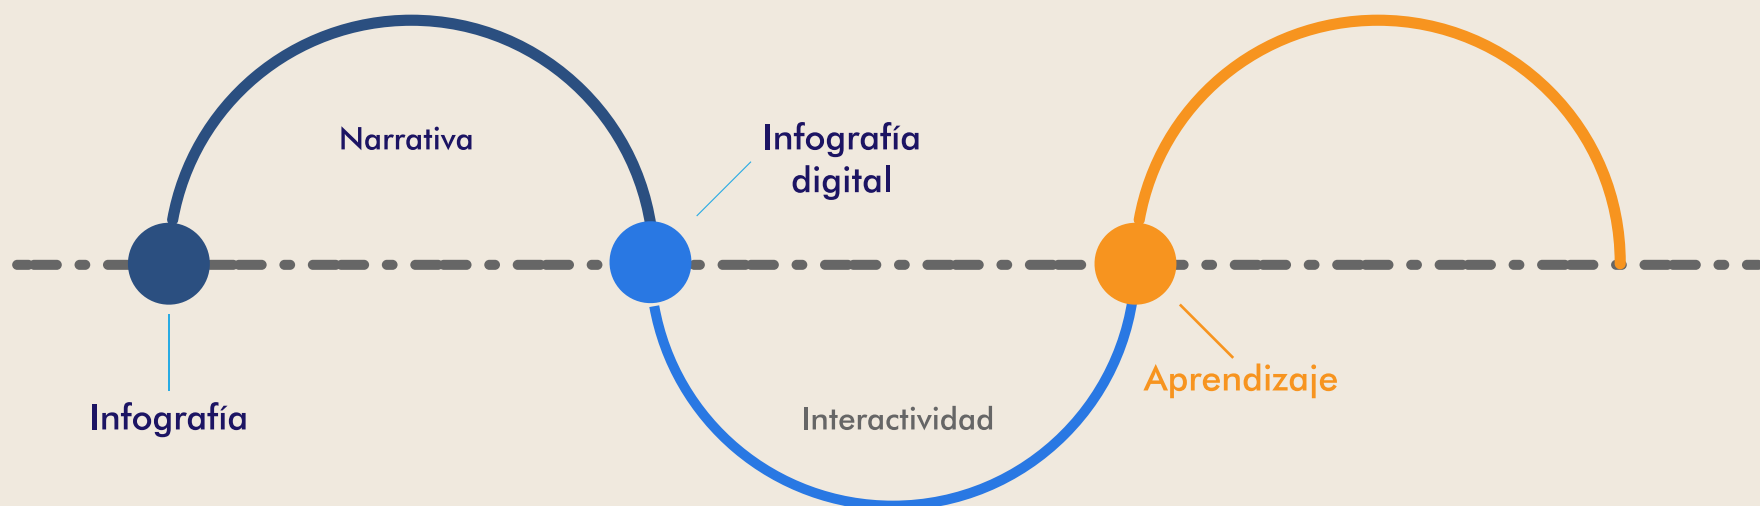 Narrativa
Infografía
digital
Infografía
Interactividad
Aprendizaje